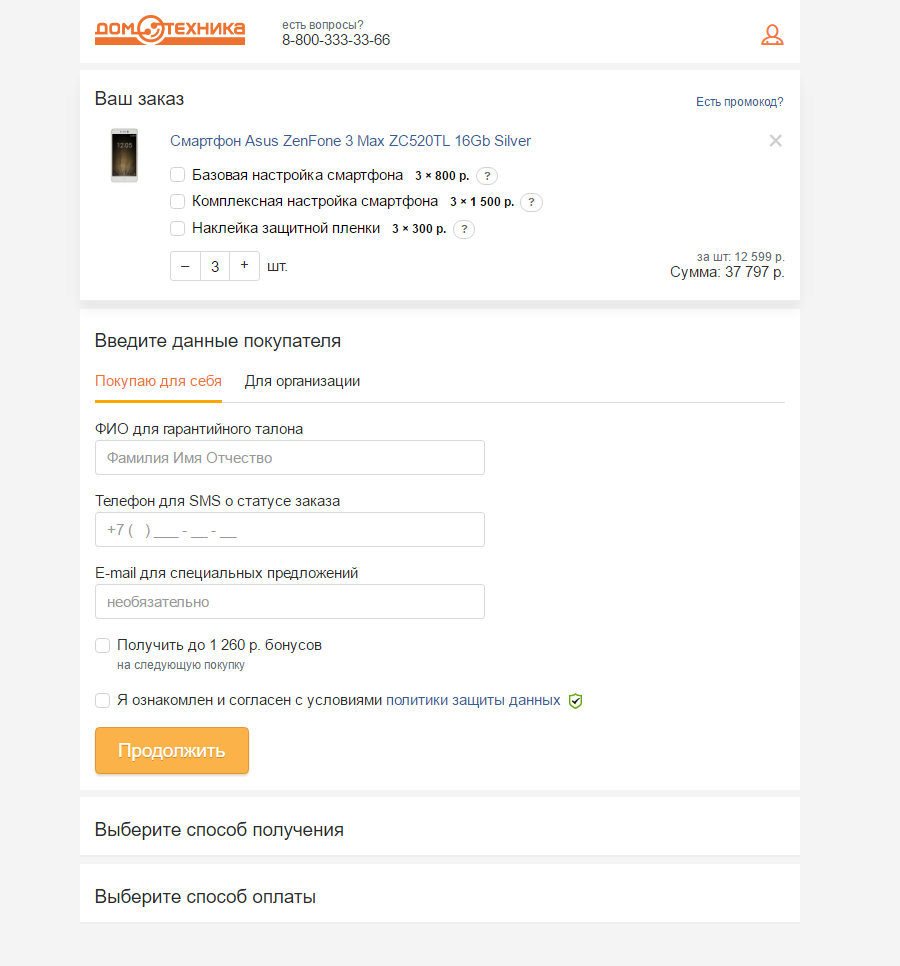 ДОМОТЕХНИКА
есть вопросы?
8-800-333-33-66
Ваш заказ
Есть промокод?
12:05
Смартфон Asus ZenFone 3 Max ZC520TL 16Gb Silver
Базовая настройка смартфона 3 × 800 р. ?
Комплексная настройка смартфона 3 × 1 500 р. ?
Наклейка защитной пленки 3 × 300 р. ?
– 3 + шт.
за шт: 12 599 р.
Сумма: 37 797 р.
Введите данные покупателя
Покупаю для себя Для организации
ФИО для гарантийного талона
Фамилия Имя Отчество
Телефон для SMS о статусе заказа
+7 ( ) ___ - __ - __
E-mail для специальных предложений
необязательно
Получить до 1 260 р. бонусов
на следующую покупку
Я ознакомлен и согласен с условиями политики защиты данных
Продолжить
Выберите способ получения
Выберите способ оплаты